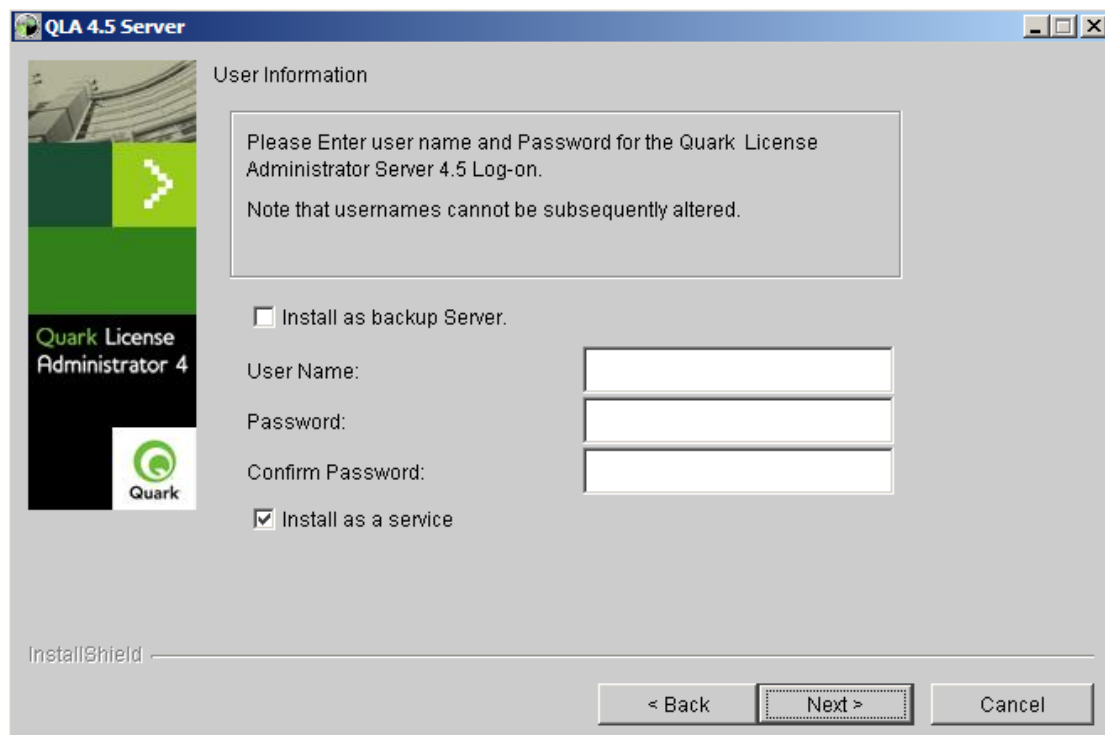 QLA 4.5 Server
User Information
Please Enter user name and Password for the Quark License
Administrator Server 4.5 Log-on.
Note that usernames cannot be subsequently altered.
Install as backup Server.
Quark License
Administrator 4
User Name:
Password:
Confirm Password:
Quark
Install as a service
InstallShield
< Back
Next >
Cancel